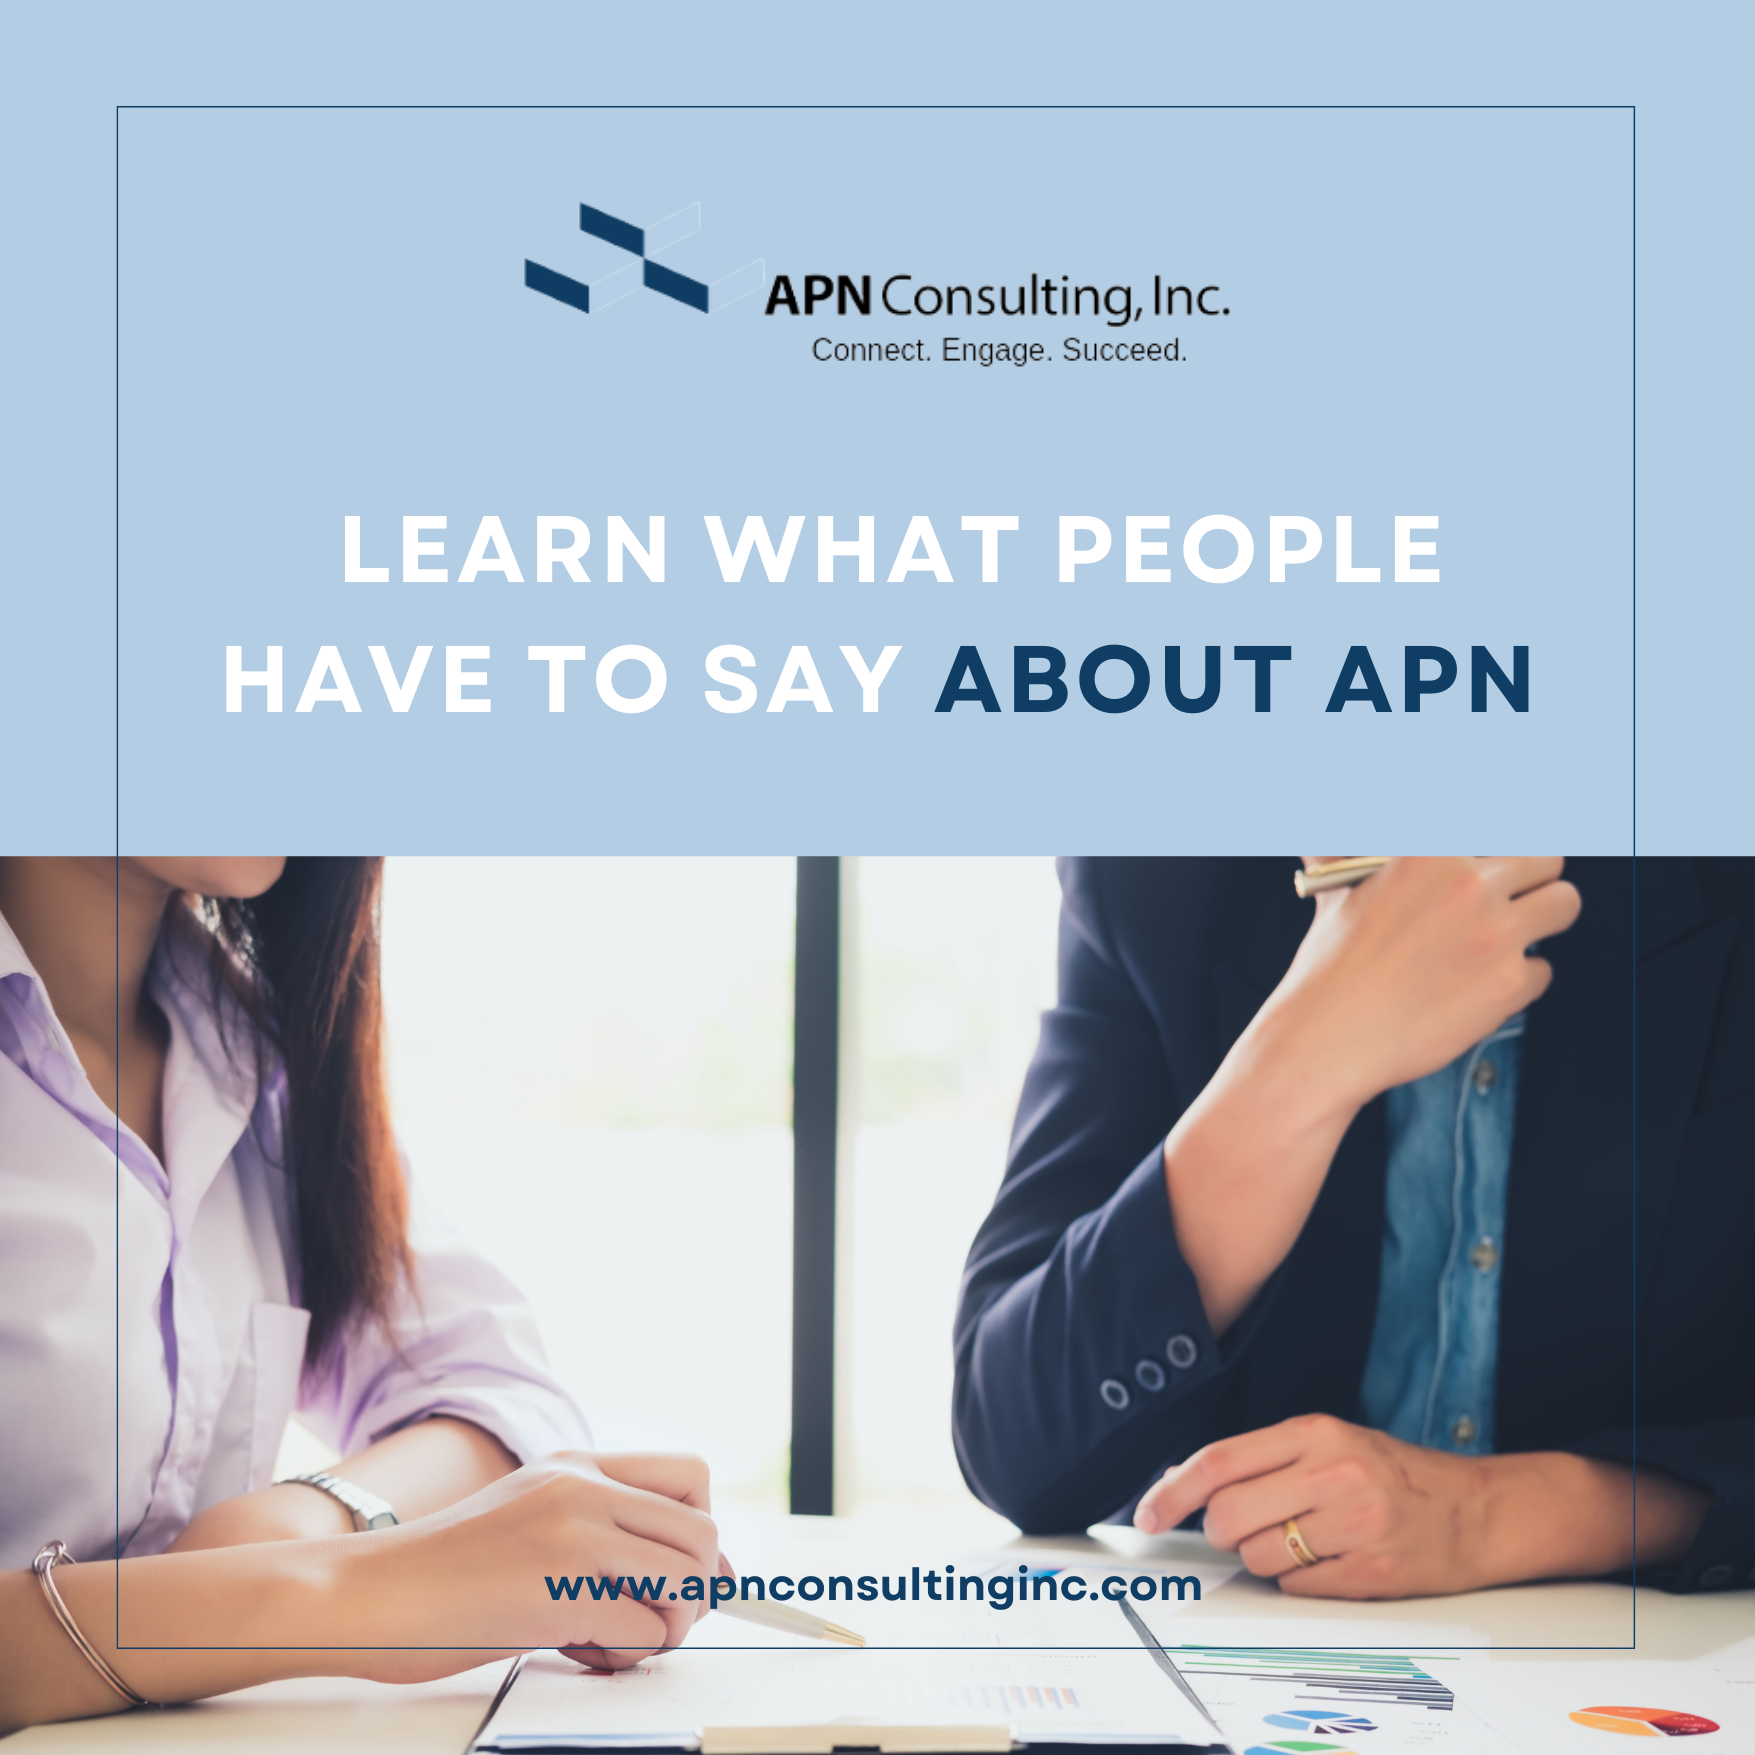 APN Consulting, Inc.
Connect. Engage. Succeed.
LEARN WHAT PEOPLE
HAVE TO SAY ABOUT APN
www.apnconsultinginc.com